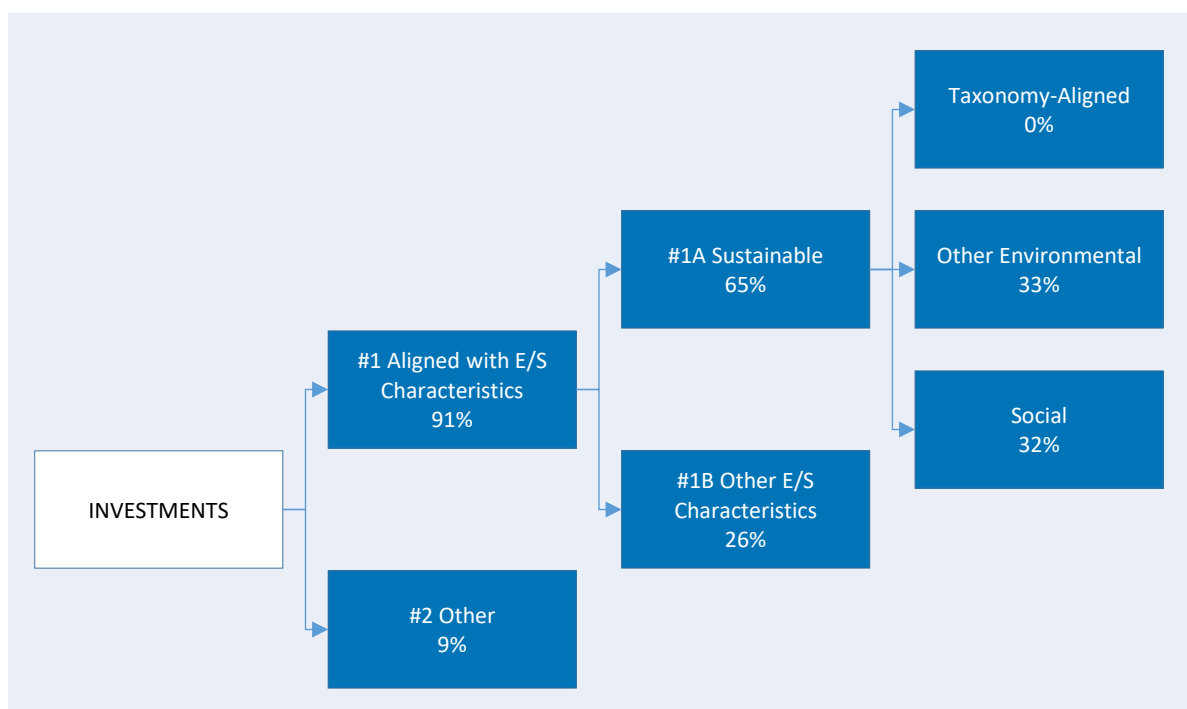 INVESTMENTS
#1 Aligned with E/S
Characteristics
91%
#2 Other
9%
#1A Sustainable
65%
#1B Other E/S
Characteristics
26%
Taxonomy-Aligned
0%
Other Environmental
33%
Social
32%